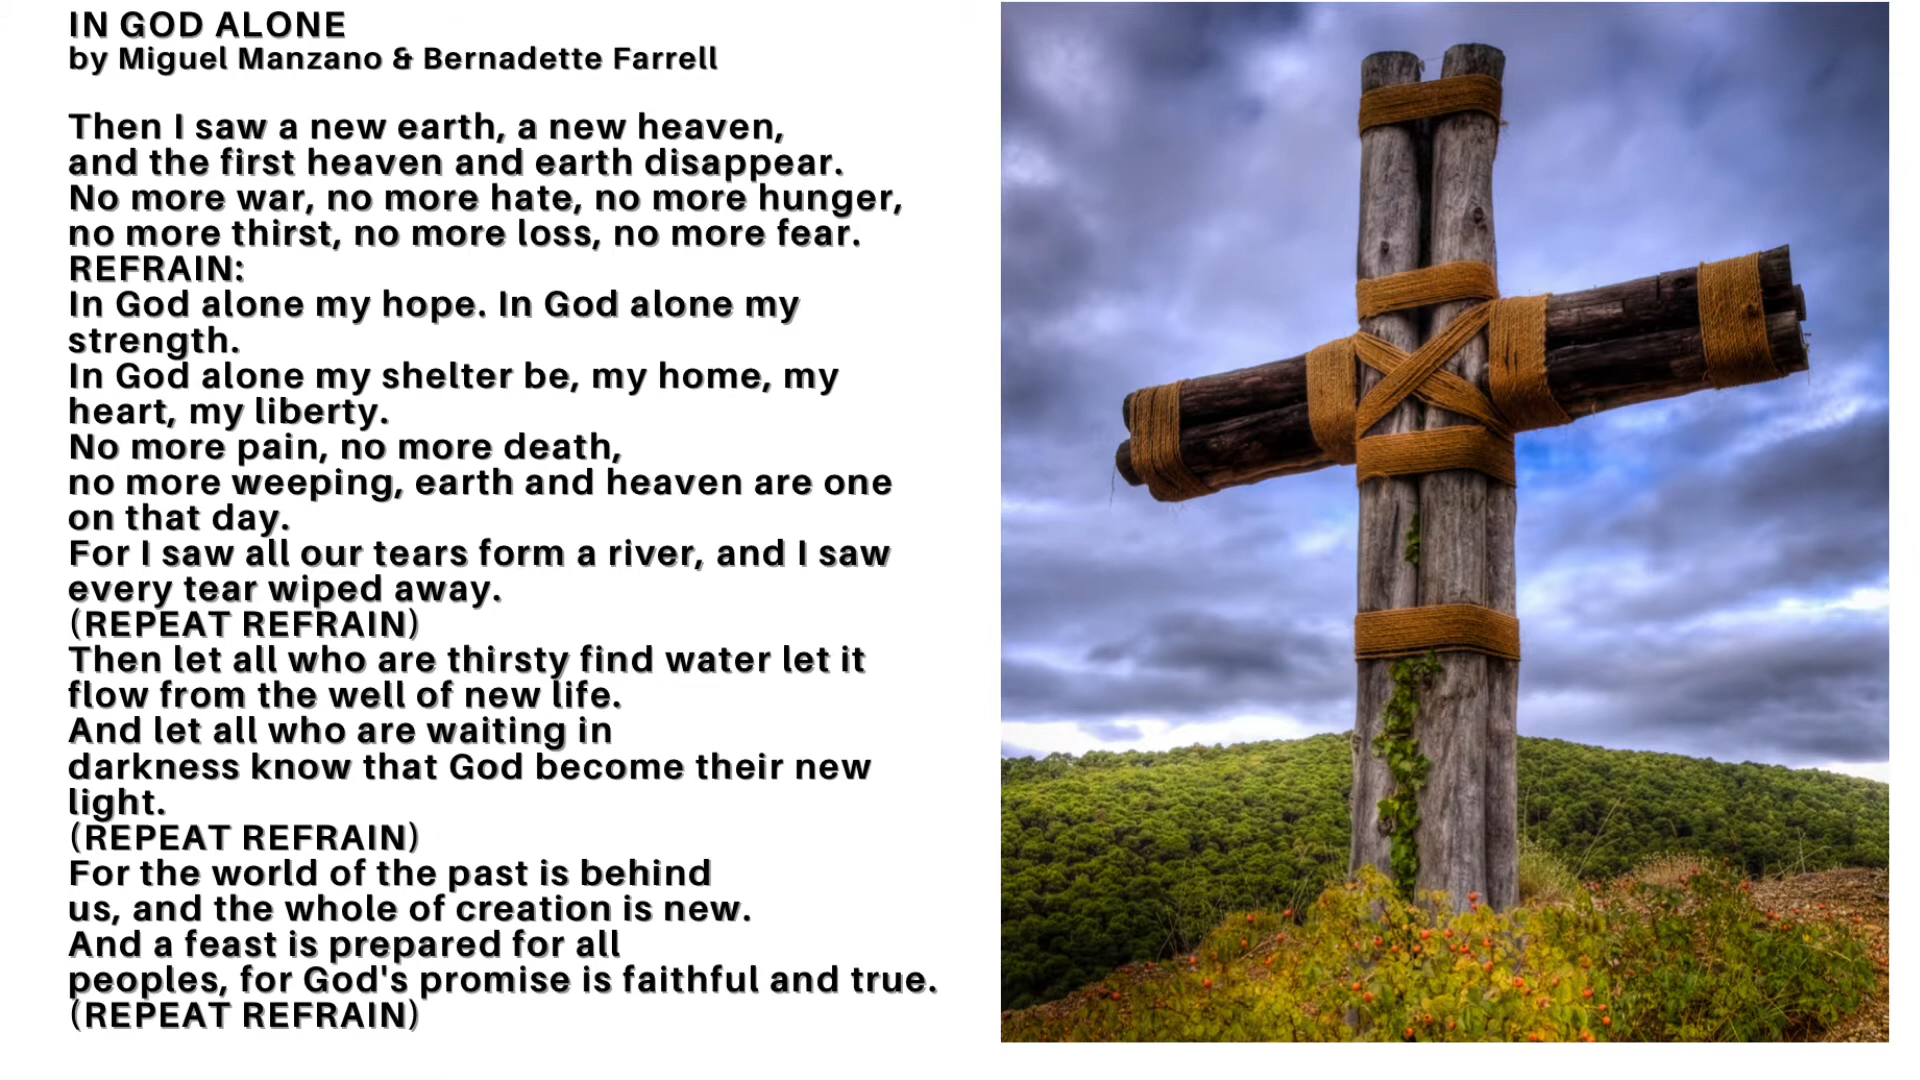 IN GOD ALONE
by Miguel Manzano & Bernadette Farrell
Then I saw a new earth, a new heaven,
and the first heaven and earth disappear.
No more war, no more hate, no more hunger,
no more thirst, no more loss, no more fear.
REFRAIN:
In God alone my hope. In God alone my
strength.
In God alone my shelter be, my home, my
heart, my liberty.
No more pain, no more death,
no more weeping, earth and heaven are one
on that day.
For I saw all our tears form a river, and I saw
every tear wiped away.
(REPEAT REFRAIN)
Then let all who are thirsty find water let it
flow from the well of new life.
And let all who are waiting in
darkness know that God become their new
light.
(REPEAT REFRAIN)
For the world of the past is behind
us, and the whole of creation is new.
And a feast is prepared for all
peoples, for God's promise is faithful and true.
(REPEAT REFRAIN)